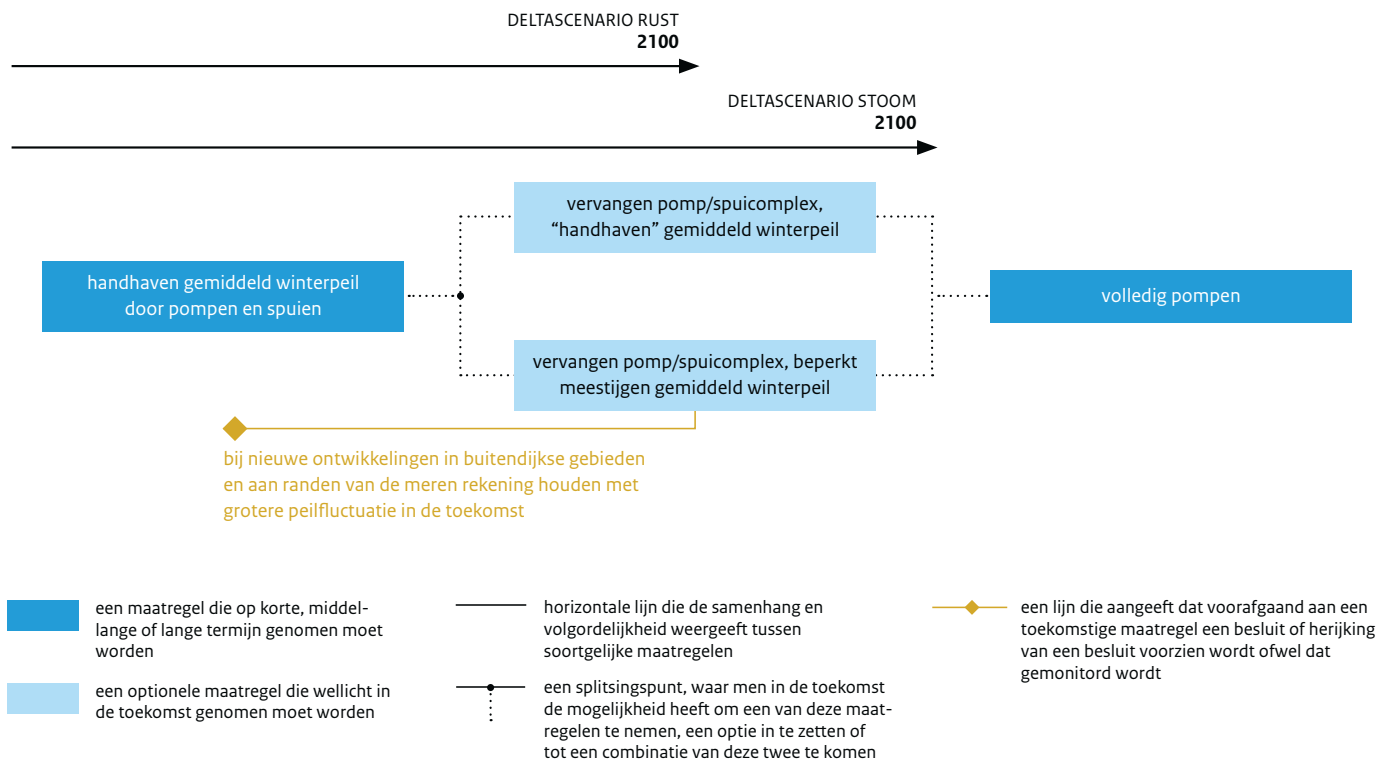 DELTASCENARIO RUST
2100
DELTASCENARIO STOOM
2100
vervangen pomp/spuicomplex,
“handhaven” gemiddeld winterpeil
handhaven gemiddeld winterpeil
door pompen en spuien
volledig pompen
vervangen pomp/spuicomplex, beperkt
meestijgen gemiddeld winterpeil
bij nieuwe ontwikkelingen in buitendijkse gebieden
en aan randen van de meren rekening houden met
grotere peilfluctuatie in de toekomst
een maatregel die op korte, middel-
lange of lange termijn genomen moet
worden
een optionele maatregel die wellicht in
de toekomst genomen moet worden
horizontale lijn die de samenhang en
volgordelijkheid weergeeft tussen
soortgelijke maatregelen
een splitsingspunt, waar men in de toekomst
de mogelijkheid heeft om een van deze maat-
regelen te nemen, een optie in te zetten of
tot een combinatie van deze twee te komen
een lijn die aangeeft dat voorafgaand aan een
toekomstige maatregel een besluit of herijking
van een besluit voorzien wordt ofwel dat
gemonitord wordt